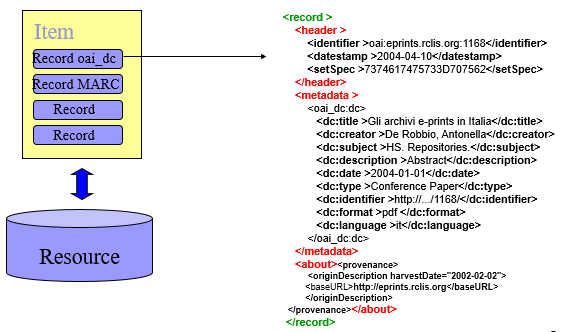 Item
Record oai_dc
Record MARC
Record
Record
Resource
<record >
<header >
<identifier >oai:eprints.rclis.org:1168</identifier>
<datestamp >2004-04-10</datestamp>
<setSpec >7374617475733D707562</setSpec>
</header>
<metadata >
<oai_dc:dc>
<dc:title >Gli archivi e-prints in Italia</dc:title>
<dc:creator >De Robbio, Antonella</dc:creator>
<dc:subject >HS. Repositories.</dc:subject>
<dc:description >Abstract</dc:description>
<dc:date >2004-01-01</dc:date>
<dc:type >Conference Paper</dc:type>
<dc:identifier >http://.../1168/</dc:identifier>
<dc:format >pdf </dc:format>
<dc:language >it</dc:language>
</oai_dc:dc>
</metadata>
<about><provenance>
<originDescription harvestDate="2002-02-02">
<baseURL>http://eprints.rclis.org</baseURL>
</originDescription>
</provenance></about>
</record>